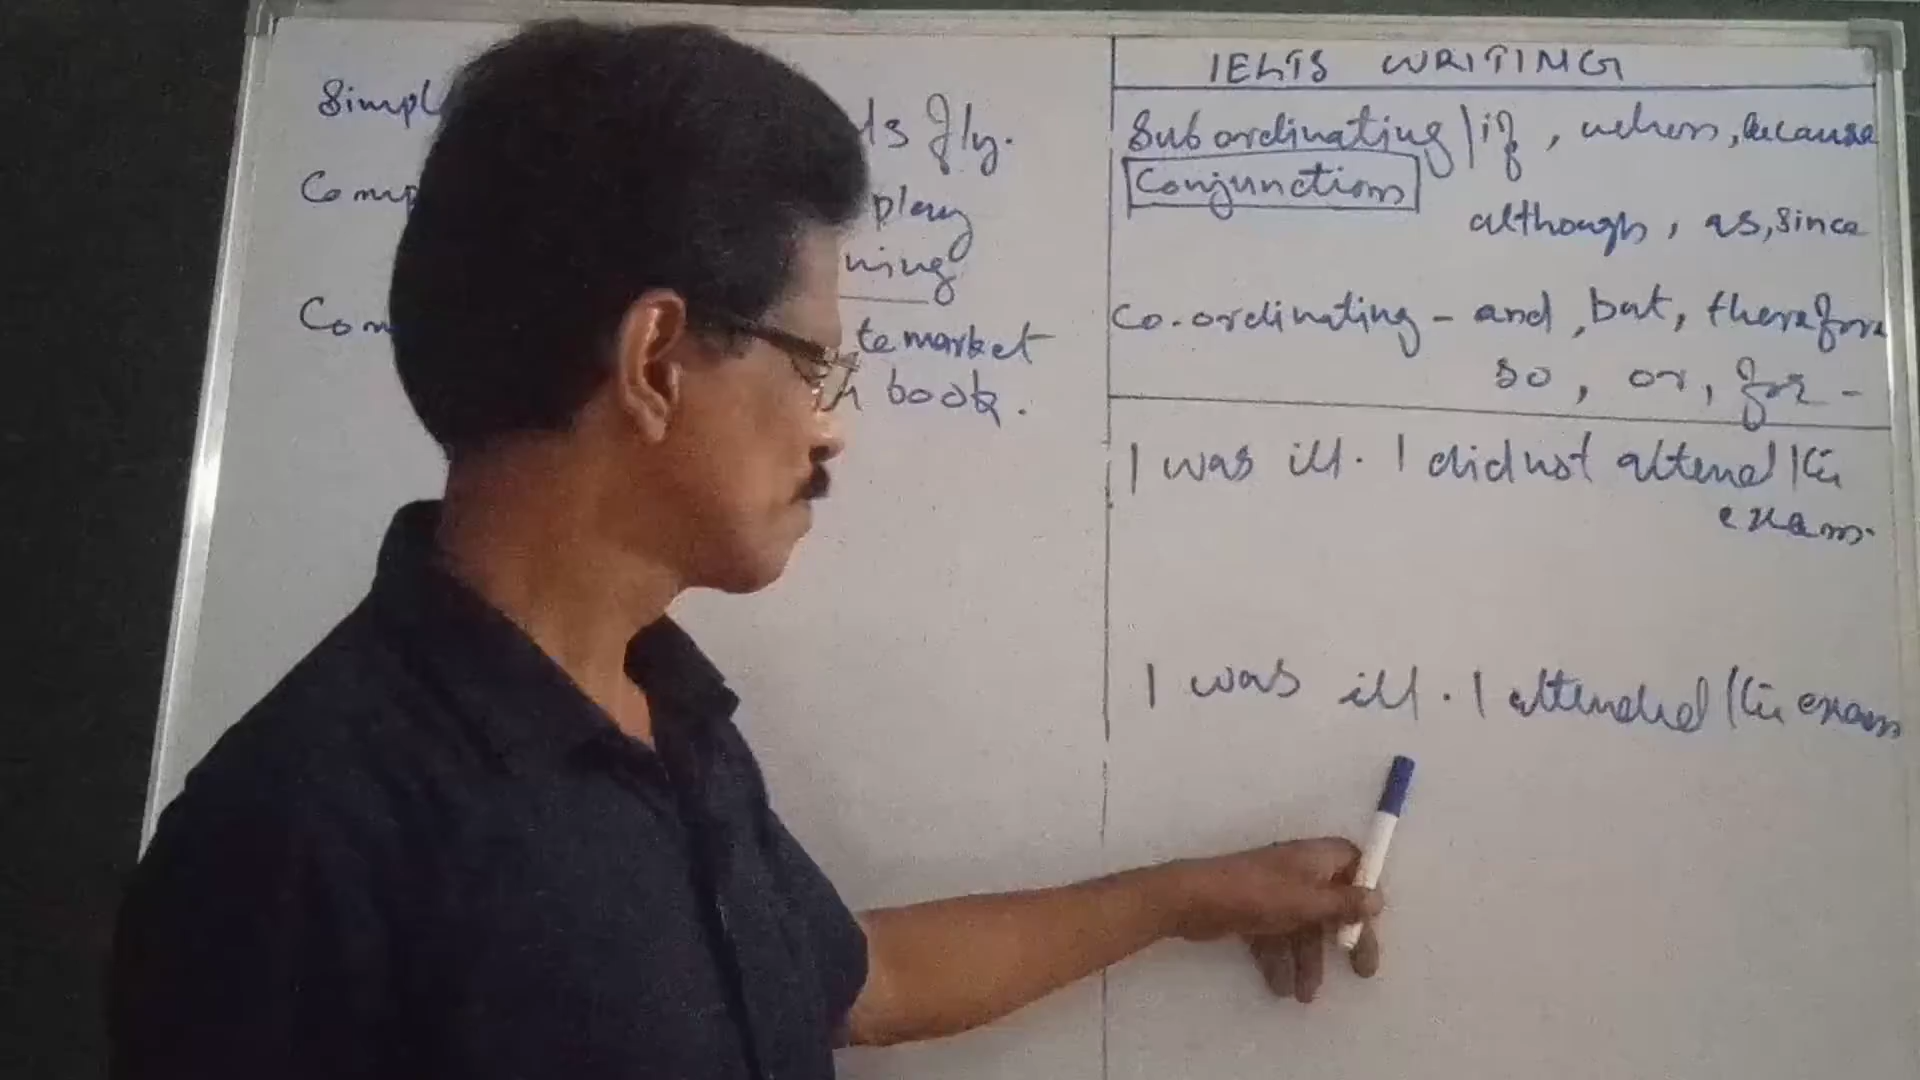 Simpl
ds fly.
Comp
play
ning
Com
to market
book.
IELTS WRITING
Subordinating / if, when, because
Conjunctions
although, as, since
Co-ordinating - and, but, therefore
so, or, for -
I was ill. I did not attend the
exam.
I was ill. I attended the exam